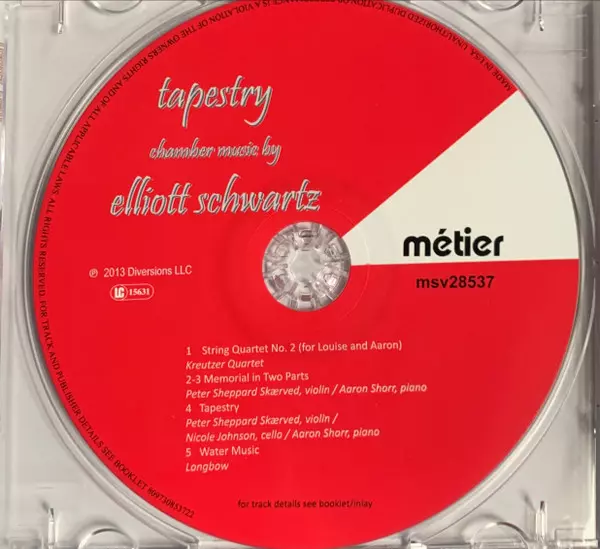 tapestry
chamber music by
elliott schwartz
métier
msv28537
℗ 2013 Diversions LLC
LC 15631
1 String Quartet No. 2 (for Louise and Aaron)
Kreutzer Quartet
2-3 Memorial in Two Parts
Peter Sheppard Skærved, violin / Aaron Shorr, piano
4 Tapestry
Peter Sheppard Skærved, violin /
Nicole Johnson, cello / Aaron Shorr, piano
5 Water Music
Longbow
for track details see booklet/inlay
MADE IN U.S.A. UNAUTHORIZED DUPLICATION OF
IS A VIOLATION OF THE OWNERS RIGHTS AND OF ALL APPLICABLE LAWS. ALL RIGHTS RESERVED. FOR TRACK AND PUBLISHER DETAILS SEE BOOKLET 809730853722